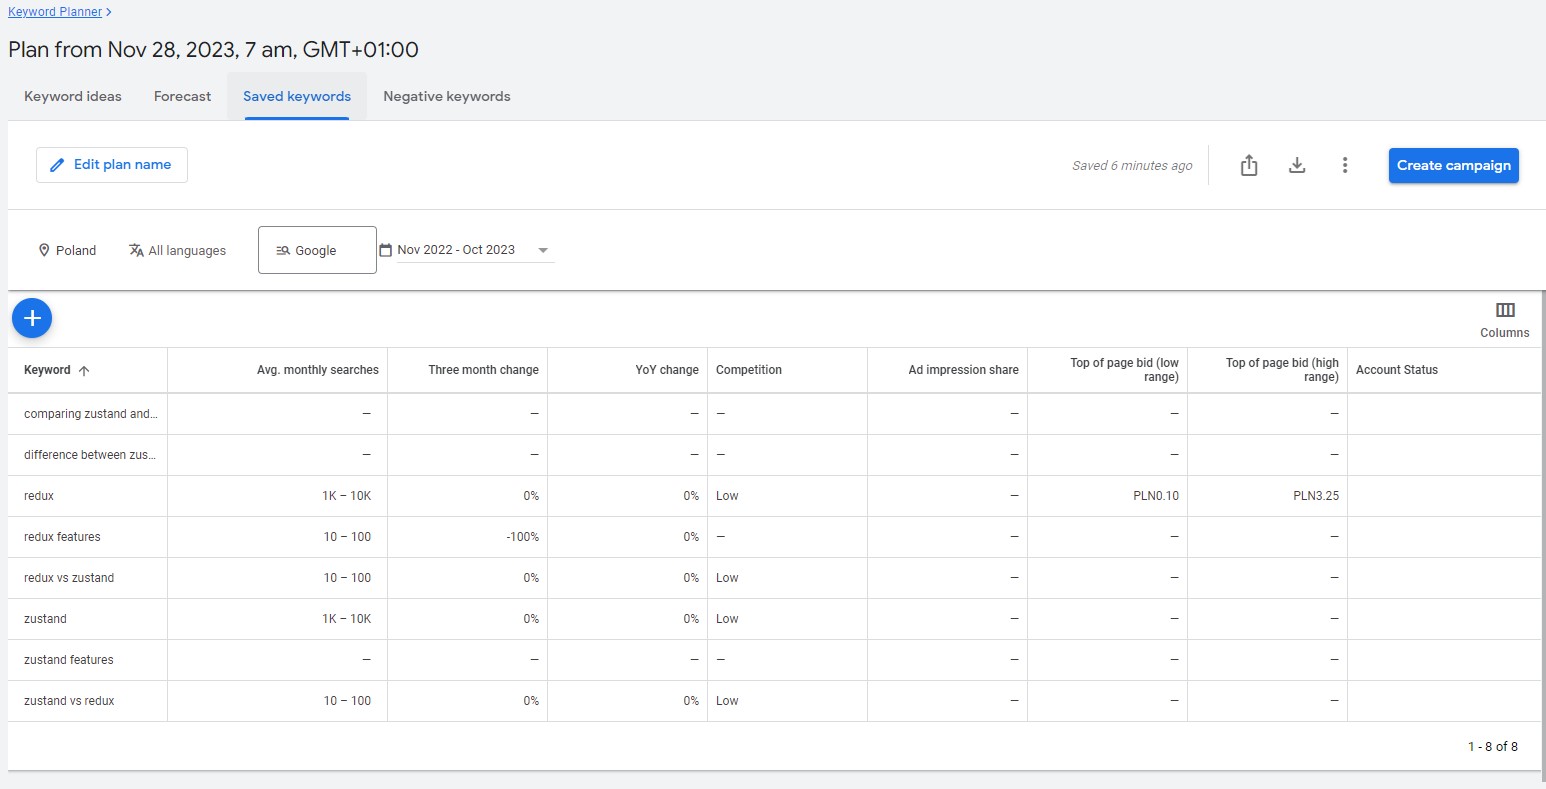 Keyword Planner
Plan from Nov 28, 2023, 7 am, GMT+01:00
Keyword ideas Forecast Saved keywords Negative keywords
Edit plan name Saved 6 minutes ago Create campaign
Poland All languages Google Nov 2022 - Oct 2023
Columns
Keyword Avg. monthly searches Three month change YoY change Competition Ad impression share Top of page bid (low range) Top of page bid (high range) Account Status
comparing zustand and... – – – – – – –
difference between zus... – – – – – – –
redux 1K – 10K 0% 0% Low – PLN0.10 PLN3.25
redux features 10 – 100 -100% 0% – – – –
redux vs zustand 10 – 100 0% 0% Low – – –
zustand 1K – 10K 0% 0% Low – – –
zustand features – – – – – – –
zustand vs redux 10 – 100 0% 0% Low – – –
1 - 8 of 8